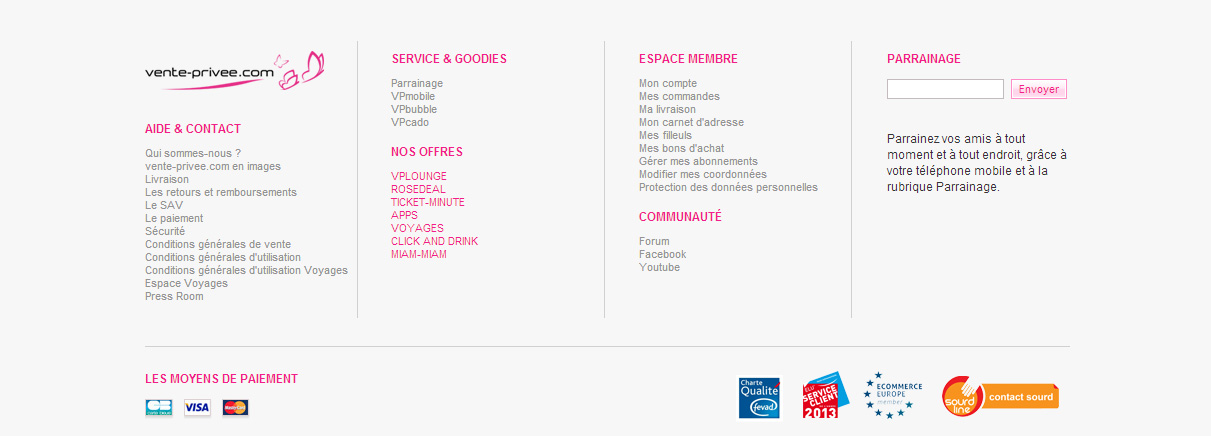 vente-privee.com
AIDE & CONTACT
Qui sommes-nous ?
vente-privee.com en images
Livraison
Les retours et remboursements
Le SAV
Le paiement
Sécurité
Conditions générales de vente
Conditions générales d'utilisation
Conditions générales d'utilisation Voyages
Espace Voyages
Press Room
SERVICE & GOODIES
Parrainage
VPmobile
VPbubble
VPcado
NOS OFFRES
VPLOUNGE
ROSEDEAL
TICKET-MINUTE
APPS
VOYAGES
CLICK AND DRINK
MIAM-MIAM
ESPACE MEMBRE
Mon compte
Mes commandes
Ma livraison
Mon carnet d'adresse
Mes filleuls
Mes bons d'achat
Gérer mes abonnements
Modifier mes coordonnées
Protection des données personnelles
COMMUNAUTÉ
Forum
Facebook
Youtube
PARRAINAGE
Envoyer
Parrainez vos amis à tout
moment et à tout endroit, grâce à
votre téléphone mobile et à la
rubrique Parrainage.
LES MOYENS DE PAIEMENT
VISA
MasterCard
Charte
Qualité
fevad
ELU
SERVICE
CLIENT
2013
ECOMMERCE
EUROPE
member
sourd
line
contact sourd